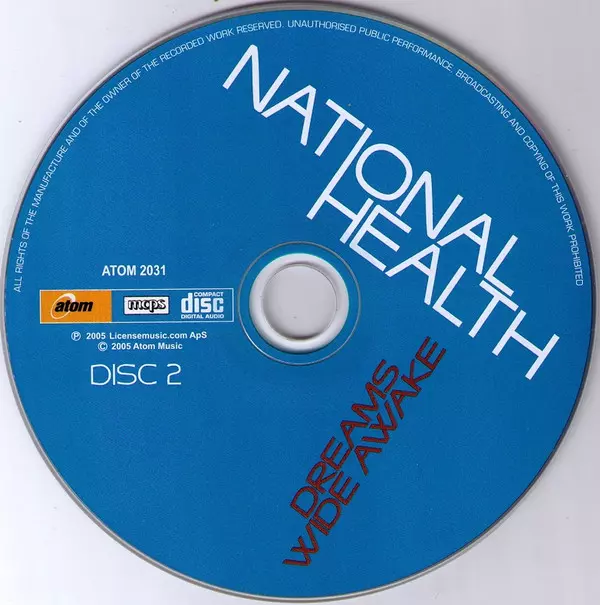 ALL RIGHTS OF THE MANUFACTURE AND OF THE OWNER OF THE RECORDED WORK RESERVED. UNAUTHORISED PUBLIC PERFORMANCE, BROADCASTING AND COPYING OF THIS WORK PROHIBITED
NATIONAL
HEALTH
ATOM 2031
atom
mcps
COMPACT
disc
DIGITAL AUDIO
℗ 2005 Licensemusic.com ApS
© 2005 Atom Music
DISC 2
DREAMS
WIDE AWAKE